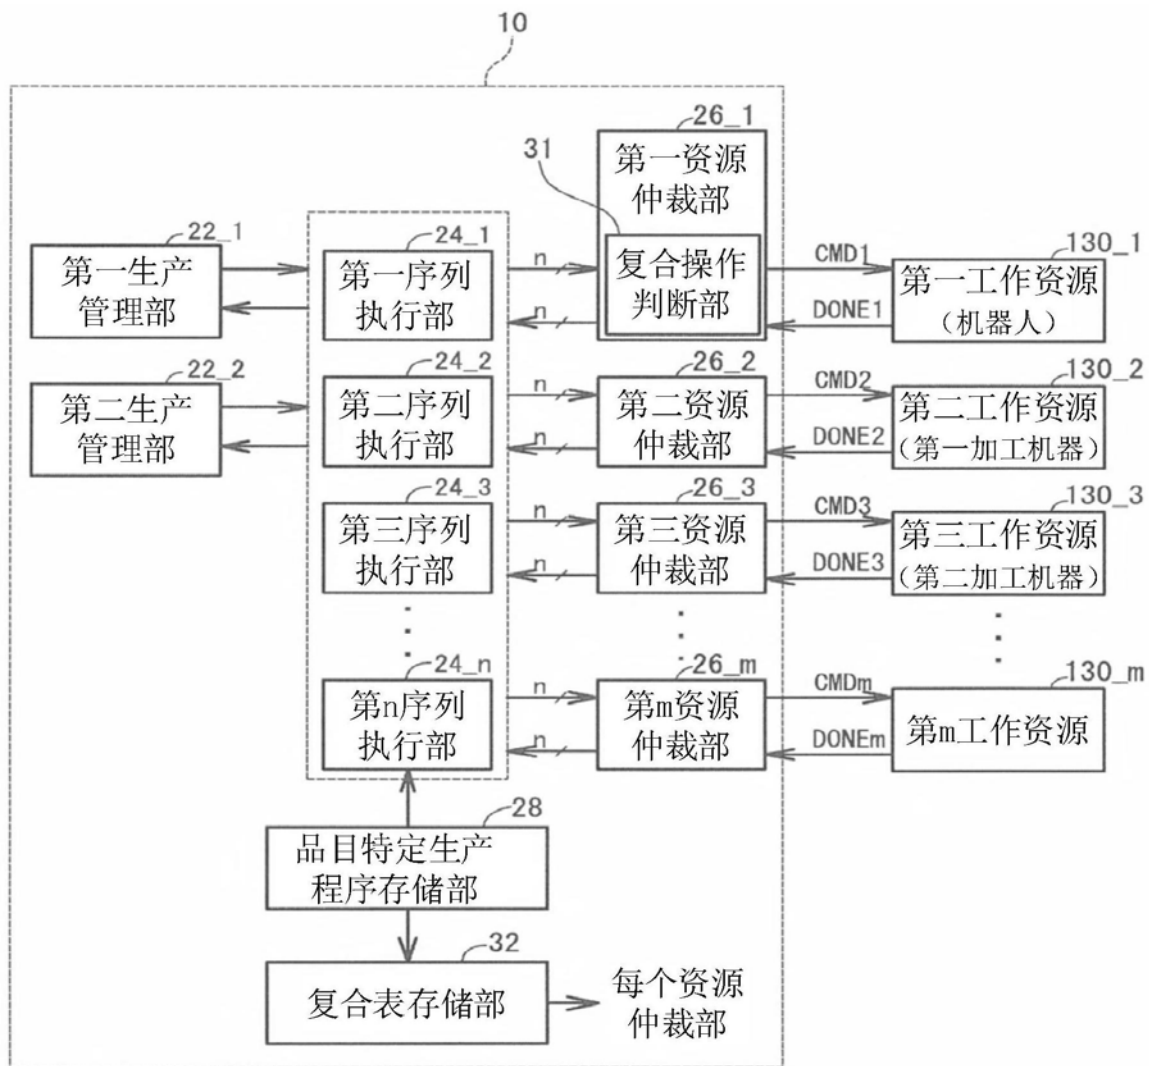 10
26_1
第一资源
仲裁部
31
复合操作
判断部
22_1
第一生产
管理部
24_1
第一序列
执行部
n
n
CMD1
DONE1
130_1
第一工作资源
(机器人)
22_2
第二生产
管理部
24_2
第二序列
执行部
n
n
26_2
第二资源
仲裁部
CMD2
DONE2
130_2
第二工作资源
(第一加工机器)
24_3
第三序列
执行部
n
n
26_3
第三资源
仲裁部
CMD3
DONE3
130_3
第三工作资源
(第二加工机器)
24_n
第n序列
执行部
n
n
26_m
第m资源
仲裁部
CMDm
DONEm
130_m
第m工作资源
28
品目特定生产
程序存储部
32
复合表存储部
每个资源
仲裁部